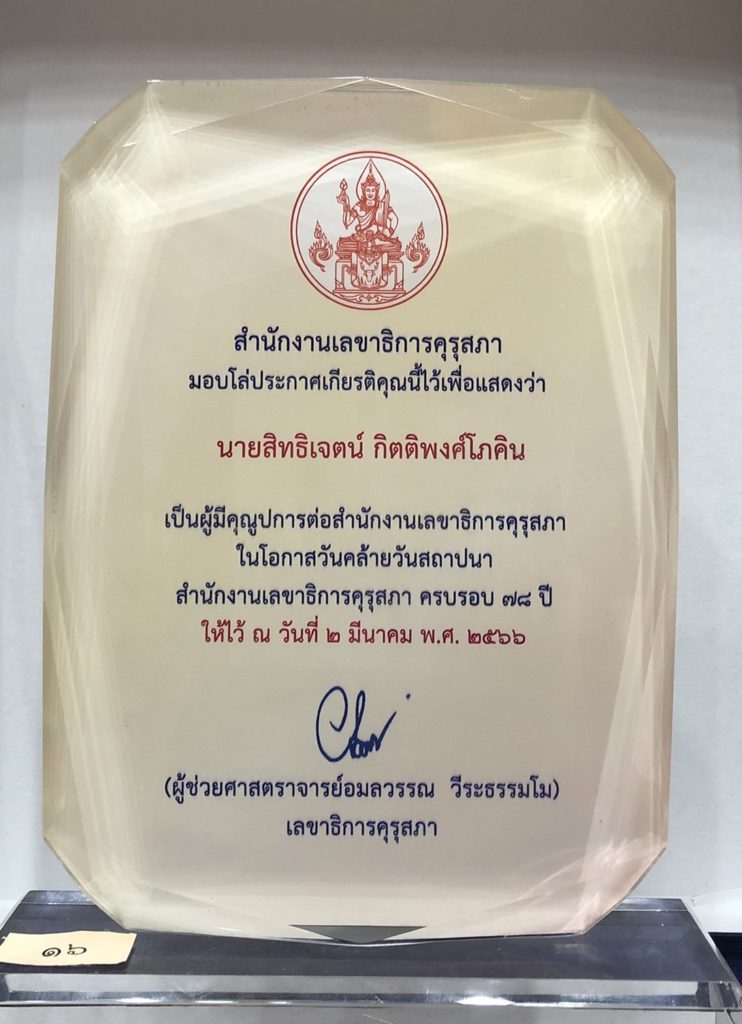 สำนักงานเลขาธิการคุรุสภา
มอบโล่ประกาศเกียรติคุณนี้ไว้เพื่อแสดงว่า
นายสิทธิเจตน์ กิตติพงศ์โภคิน
เป็นผู้มีคุณูปการต่อสำนักงานเลขาธิการคุรุสภา
ในโอกาสวันคล้ายวันสถาปนา
สำนักงานเลขาธิการคุรุสภา ครบรอบ ๗๘ ปี
ให้ไว้ ณ วันที่ ๒ มีนาคม พ.ศ. ๒๕๖๖
(ผู้ช่วยศาสตราจารย์อมลวรรณ วีระธรรมโม)
เลขาธิการคุรุสภา
๑๖